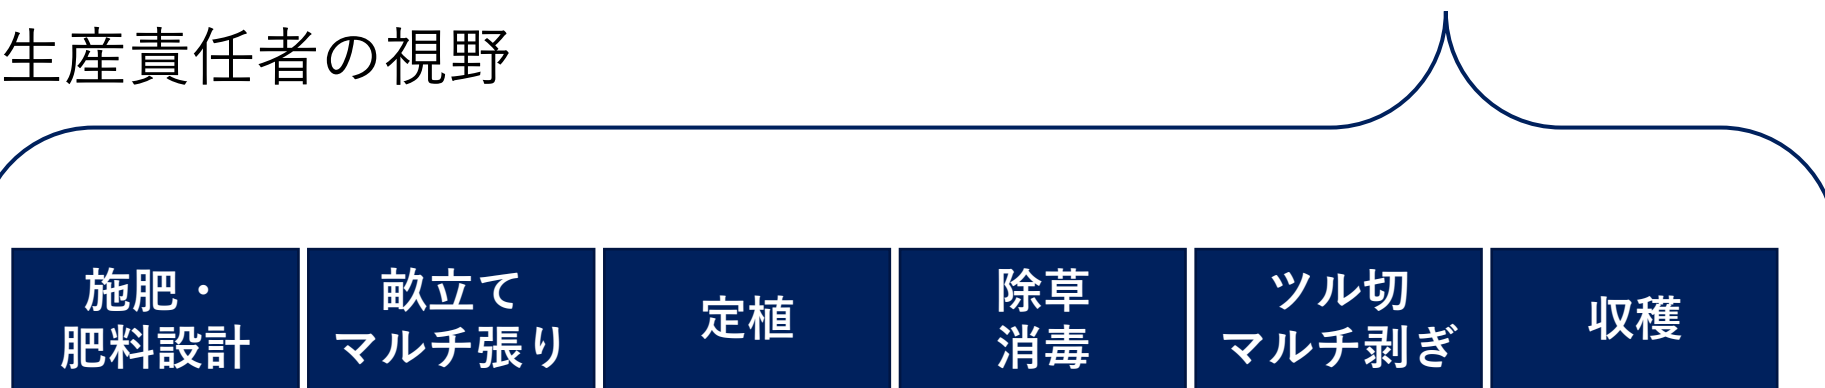 生産責任者の視野
施肥・
肥料設計
畝立て
マルチ張り
定植
除草
消毒
ツル切
マルチ剥ぎ
収穫